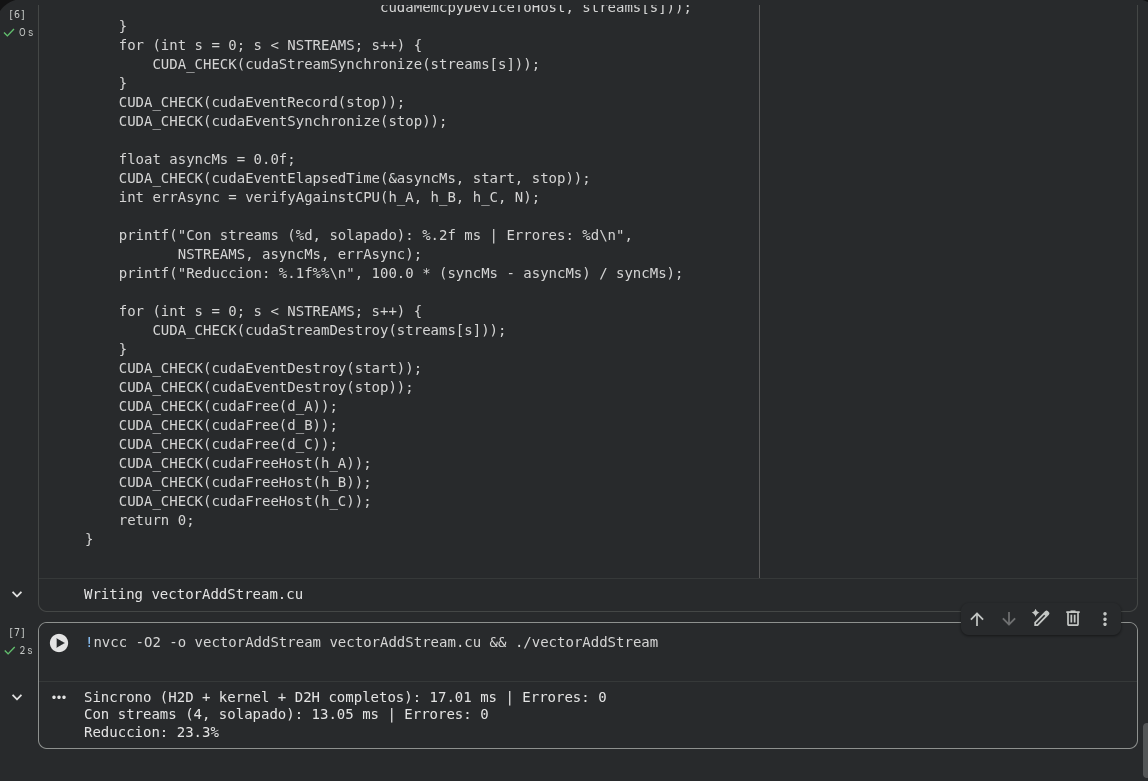 [6]
0 s
cudaMemcpyDeviceToHost, streams[s]));
}
for (int s = 0; s < NSTREAMS; s++) {
CUDA_CHECK(cudaStreamSynchronize(streams[s]));
}
CUDA_CHECK(cudaEventRecord(stop));
CUDA_CHECK(cudaEventSynchronize(stop));
float asyncMs = 0.0f;
CUDA_CHECK(cudaEventElapsedTime(&asyncMs, start, stop));
int errAsync = verifyAgainstCPU(h_A, h_B, h_C, N);
printf("Con streams (%d, solapado): %.2f ms | Errores: %d\n",
NSTREAMS, asyncMs, errAsync);
printf("Reduccion: %.1f%%\n", 100.0 * (syncMs - asyncMs) / syncMs);
for (int s = 0; s < NSTREAMS; s++) {
CUDA_CHECK(cudaStreamDestroy(streams[s]));
}
CUDA_CHECK(cudaEventDestroy(start));
CUDA_CHECK(cudaEventDestroy(stop));
CUDA_CHECK(cudaFree(d_A));
CUDA_CHECK(cudaFree(d_B));
CUDA_CHECK(cudaFree(d_C));
CUDA_CHECK(cudaFreeHost(h_A));
CUDA_CHECK(cudaFreeHost(h_B));
CUDA_CHECK(cudaFreeHost(h_C));
return 0;
}
Writing vectorAddStream.cu
[7]
2 s
!nvcc -O2 -o vectorAddStream vectorAddStream.cu && ./vectorAddStream
Sincrono (H2D + kernel + D2H completos): 17.01 ms | Errores: 0
Con streams (4, solapado): 13.05 ms | Errores: 0
Reduccion: 23.3%